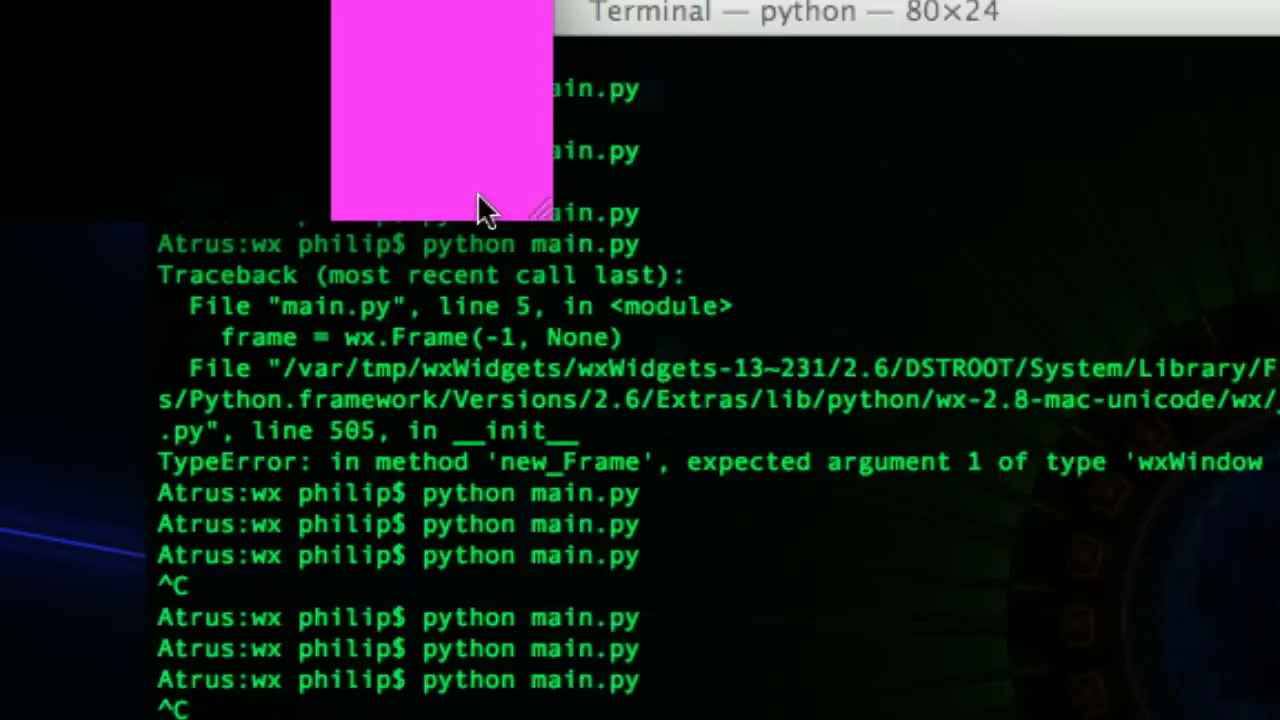 Terminal — python — 80×24
ain.py
ain.py
ain.py
Atrus:wx philip$ python main.py
Traceback (most recent call last):
  File "main.py", line 5, in <module>
    frame = wx.Frame(-1, None)
  File "/var/tmp/wxWidgets/wxWidgets-13~231/2.6/DSTROOT/System/Library/F
s/Python.framework/Versions/2.6/Extras/lib/python/wx-2.8-mac-unicode/wx/_
.py", line 505, in __init__
TypeError: in method 'new_Frame', expected argument 1 of type 'wxWindow
Atrus:wx philip$ python main.py
Atrus:wx philip$ python main.py
Atrus:wx philip$ python main.py
^C
Atrus:wx philip$ python main.py
Atrus:wx philip$ python main.py
Atrus:wx philip$ python main.py
^C